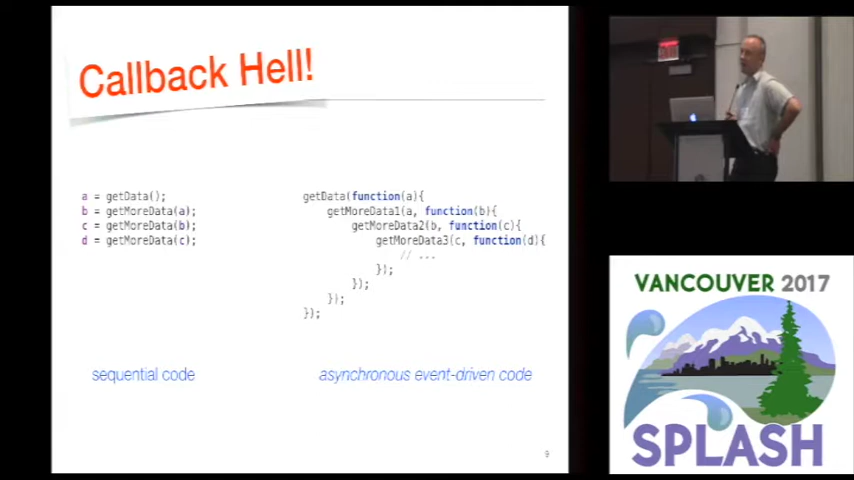 Callback Hell!
a = getData();
b = getMoreData(a);
c = getMoreData(b);
d = getMoreData(c);
getData(function(a){
getMoreData1(a, function(b){
getMoreData2(b, function(c){
getMoreData3(c, function(d){
// ...
});
});
});
});
sequential code
asynchronous event-driven code
9
VANCOUVER 2017
SPLASH